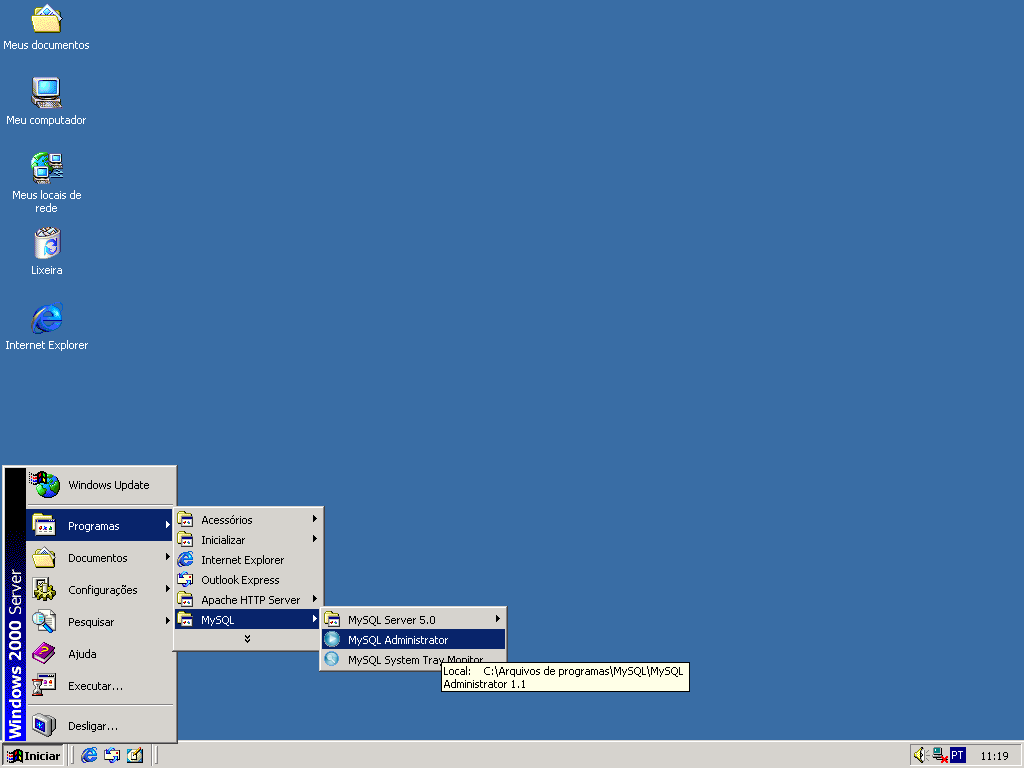 Meus documentos
Meu computador
Meus locais de
rede
Lixeira
Internet Explorer
Windows 2000 Server
Windows Update
Programas
Documentos
Configurações
Pesquisar
Ajuda
Executar...
Desligar...
Acessórios
Inicializar
Internet Explorer
Outlook Express
Apache HTTP Server
MySQL
MySQL Server 5.0
MySQL Administrator
MySQL System Tray Monitor
Local: C:\Arquivos de programas\MySQL\MySQL
Administrator 1.1
Iniciar
PT
11:19